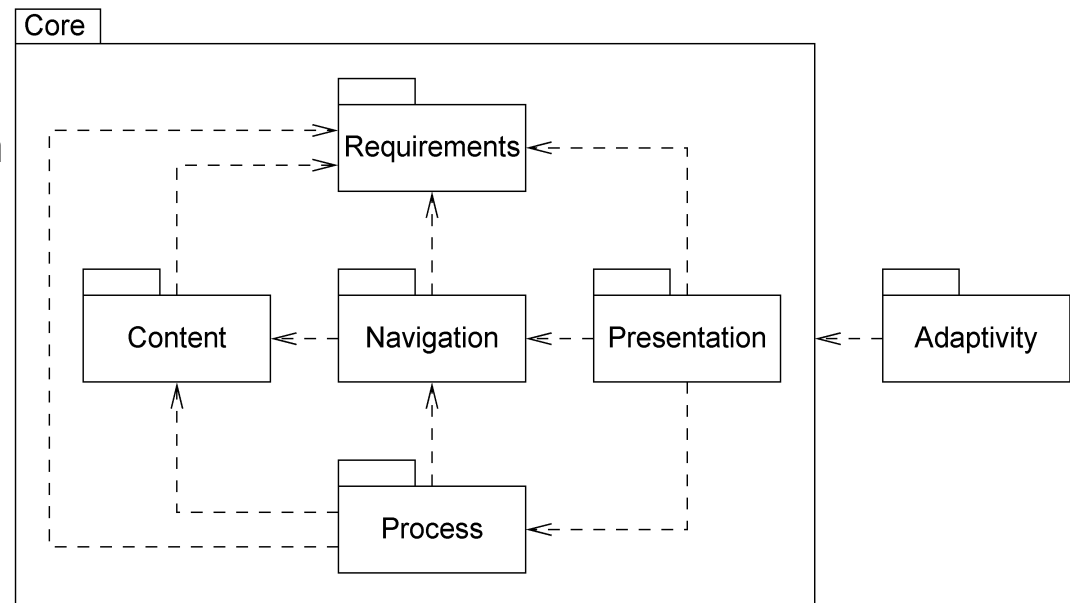 Core
Requirements
Content
Navigation
Presentation
Adaptivity
Process